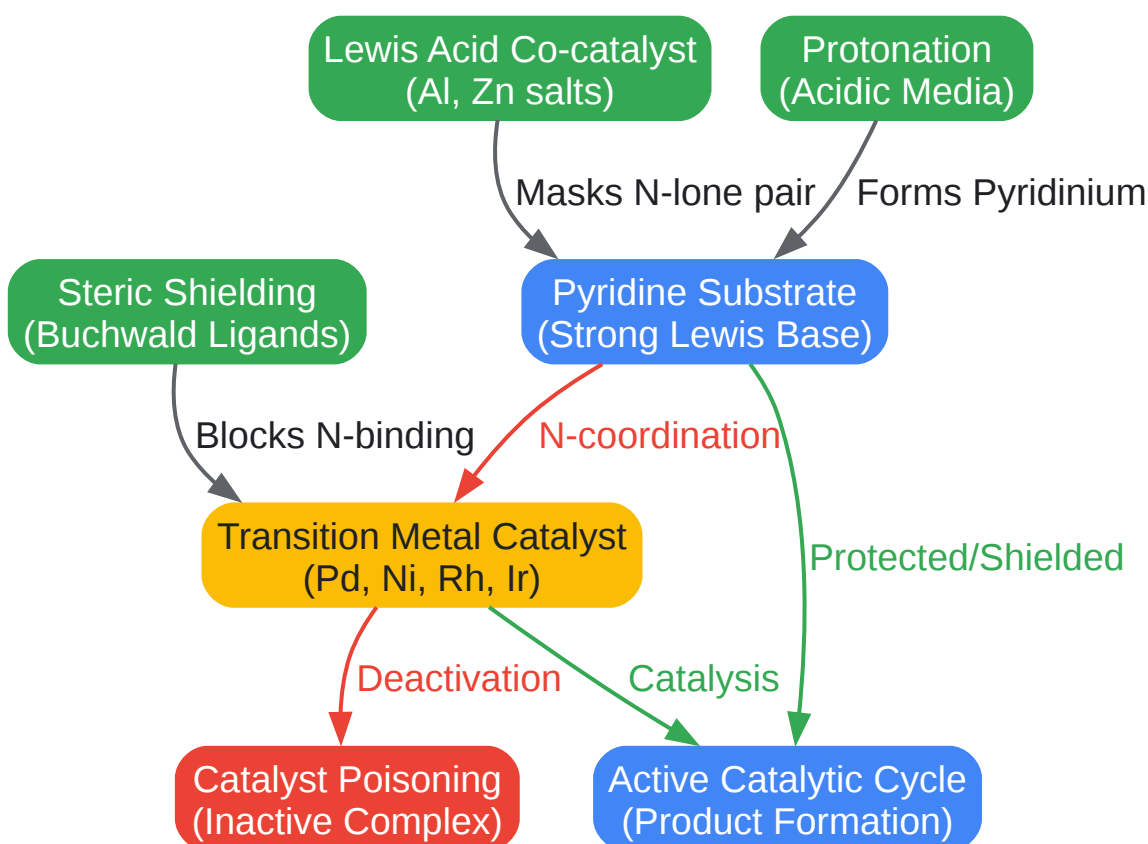 Lewis Acid Co-catalyst
(Al, Zn salts)
Protonation
(Acidic Media)
Masks N-lone pair
Forms Pyridinium
Steric Shielding
(Buchwald Ligands)
Pyridine Substrate
(Strong Lewis Base)
Blocks N-binding
N-coordination
Transition Metal Catalyst
(Pd, Ni, Rh, Ir)
Protected/Shielded
Deactivation
Catalysis
Catalyst Poisoning
(Inactive Complex)
Active Catalytic Cycle
(Product Formation)